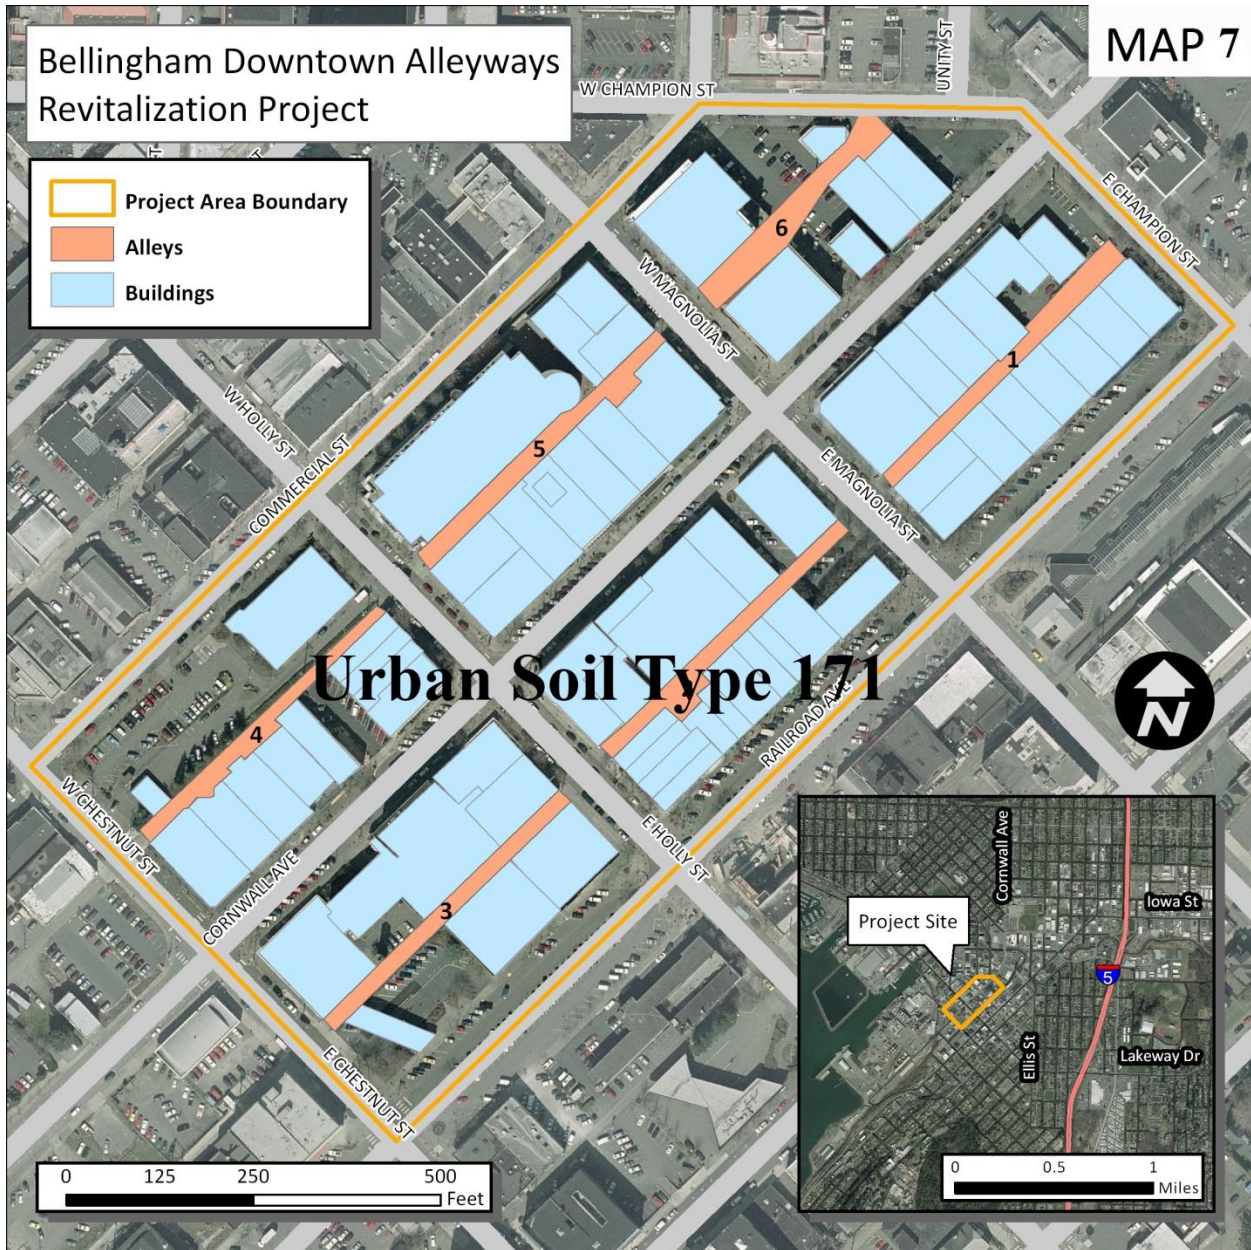 Bellingham Downtown Alleyways
Revitalization Project
MAP 7
Project Area Boundary
Alleys
Buildings
W CHAMPION ST
UNITY ST
E CHAMPION ST
6
W MAGNOLIA ST
1
W HOLLY ST
COMMERCIAL ST
5
E MAGNOLIA ST
Urban Soil Type 171
RAILROAD AVE
4
W CHESTNUT ST
CORNWALL AVE
E HOLLY ST
3
E CHESTNUT ST
N
Cornwall Ave
Iowa St
Project Site
5
Ellis St
Lakeway Dr
0 125 250 500
Feet
0 0.5 1
Miles